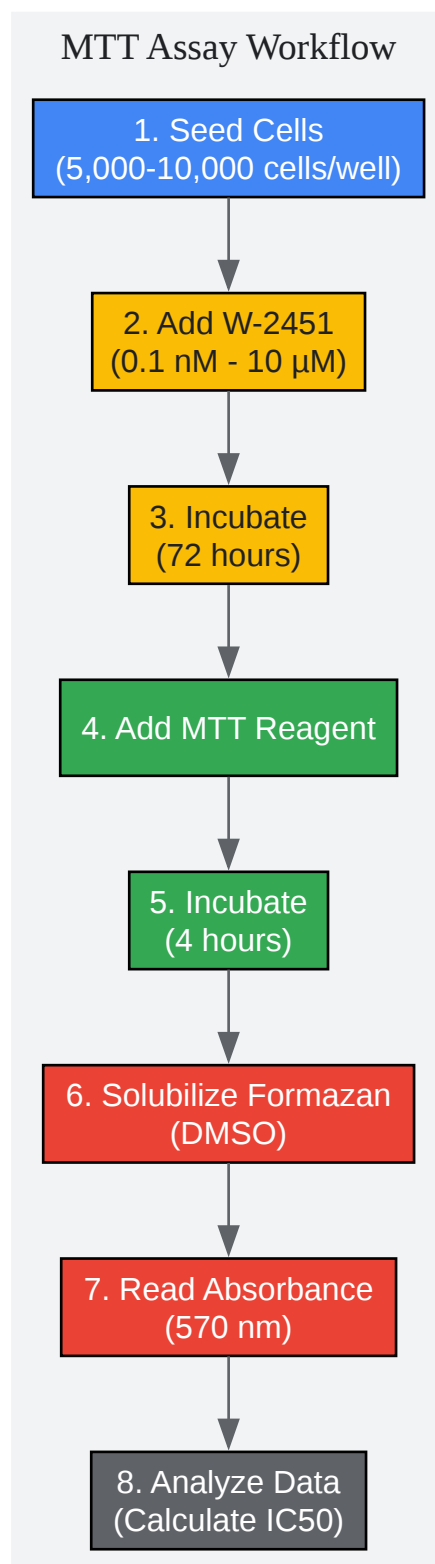 MTT Assay Workflow
1. Seed Cells
(5,000-10,000 cells/well)
2. Add W-2451
(0.1 nM - 10 µM)
3. Incubate
(72 hours)
4. Add MTT Reagent
5. Incubate
(4 hours)
6. Solubilize Formazan
(DMSO)
7. Read Absorbance
(570 nm)
8. Analyze Data
(Calculate IC50)